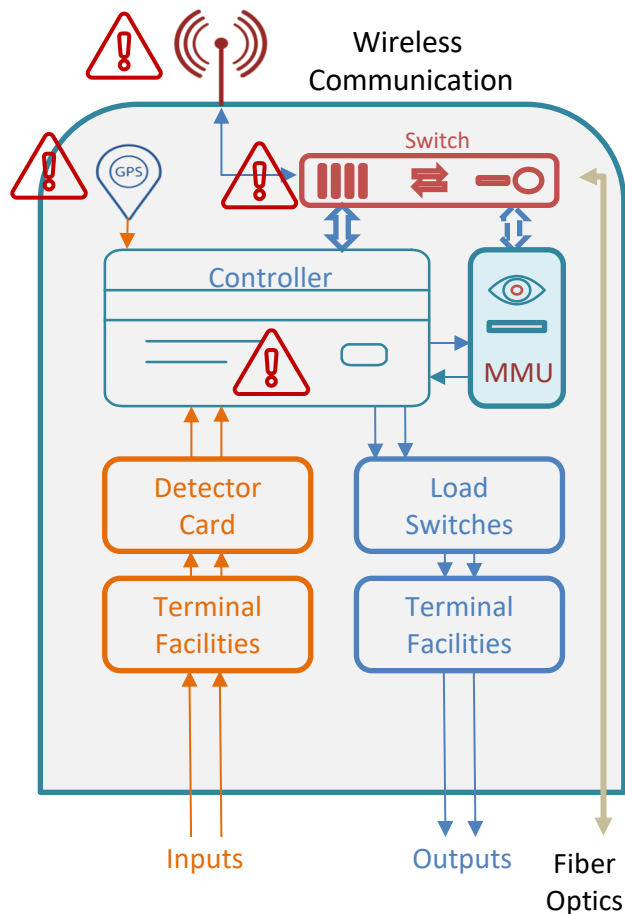 Wireless
Communication
Switch
GPS
Controller
MMU
Detector
Card
Load
Switches
Terminal
Facilities
Terminal
Facilities
Inputs
Outputs
Fiber
Optics